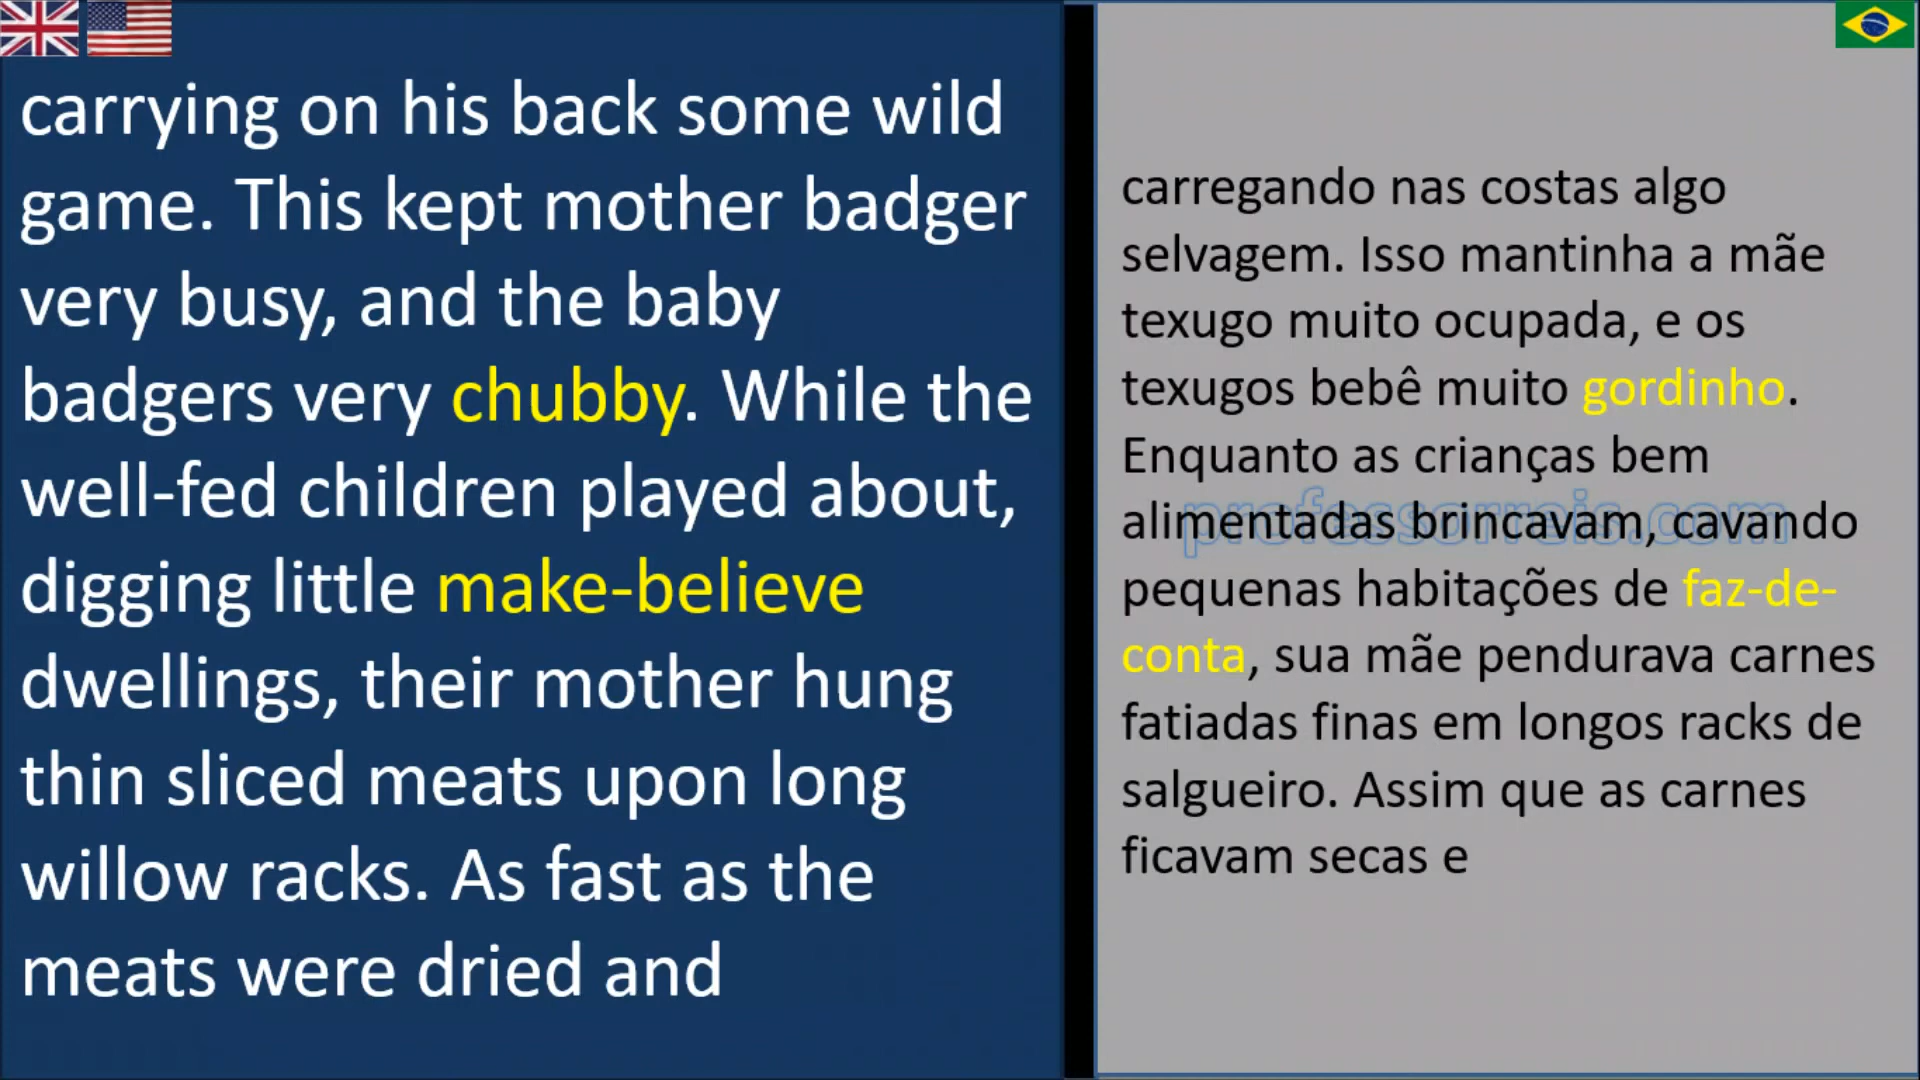 carrying on his back some wild
game. This kept mother badger
very busy, and the baby
badgers very chubby. While the
well-fed children played about,
digging little make-believe
dwellings, their mother hung
thin sliced meats upon long
willow racks. As fast as the
meats were dried and
carregando nas costas algo
selvagem. Isso mantinha a mãe
texugo muito ocupada, e os
texugos bebê muito gordinho.
Enquanto as crianças bem
alimentadas brincavam, cavando
professorreis.com
pequenas habitações de faz-de-
conta, sua mãe pendurava carnes
fatiadas finas em longos racks de
salgueiro. Assim que as carnes
ficavam secas e